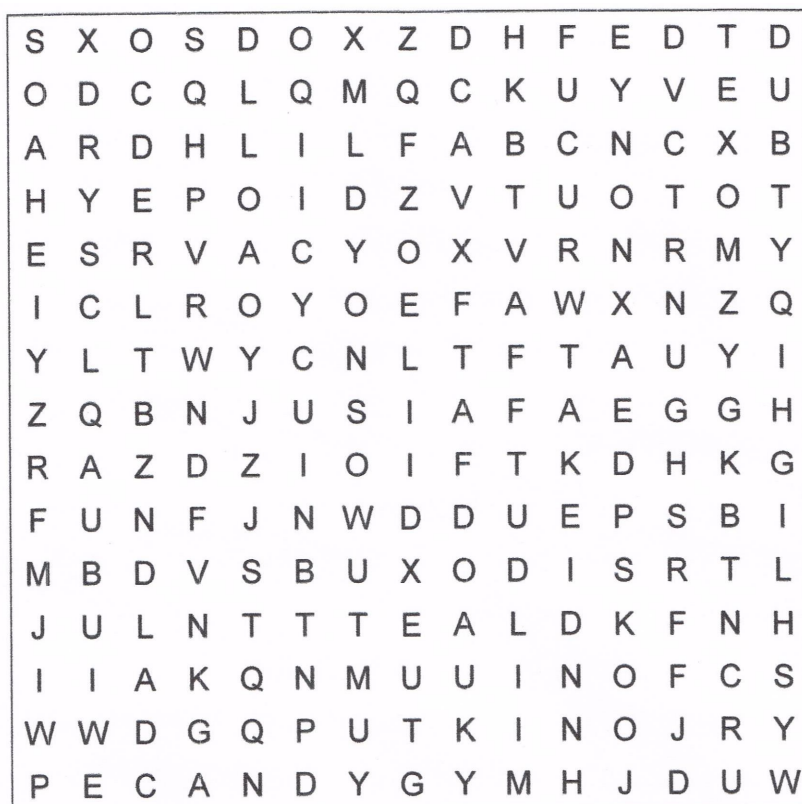 S X O S D O X Z D H F E D T D
O D C Q L Q M Q C K U Y V E U
A R D H L I L F A B C N C X B
H Y E P O I D Z V T U O T O T
E S R V A C Y O X V R N R M Y
I C L R O Y O E F A W X N Z Q
Y L T W Y C N L T F T A U Y I
Z Q B N J U S I A F A E G G H
R A Z D Z I O I F T K D H K G
F U N F J N W D D U E P S B I
M B D V S B U X O D I S R T L
J U L N T T T E A L D K F N H
I I A K Q N M U U I N O F C S
W W D G Q P U T K I N O J R Y
P E C A N D Y G Y M H J D U W